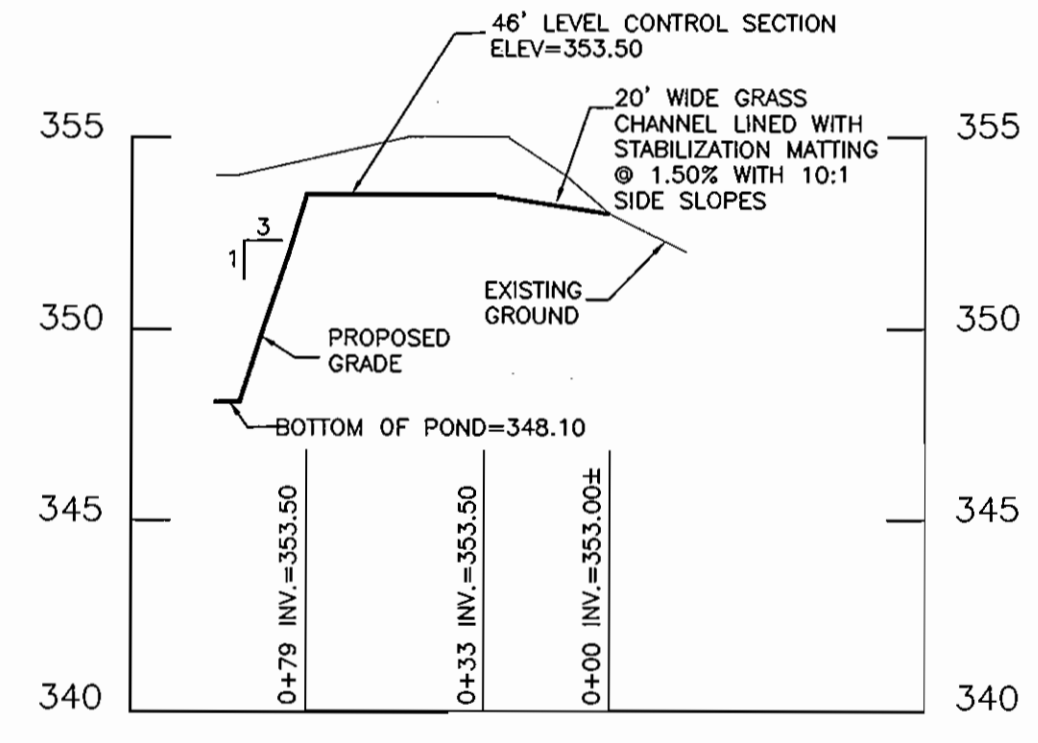 46' LEVEL CONTROL SECTION
ELEV=353.50
20' WIDE GRASS
CHANNEL LINED WITH
STABILIZATION MATTING
@ 1.50% WITH 10:1
SIDE SLOPES
355
355
3
1
EXISTING
GROUND
350
350
PROPOSED
GRADE
BOTTOM OF POND=348.10
345
345
0+79 INV.=353.50
0+33 INV.=353.50
0+00 INV.=353.00±
340
340